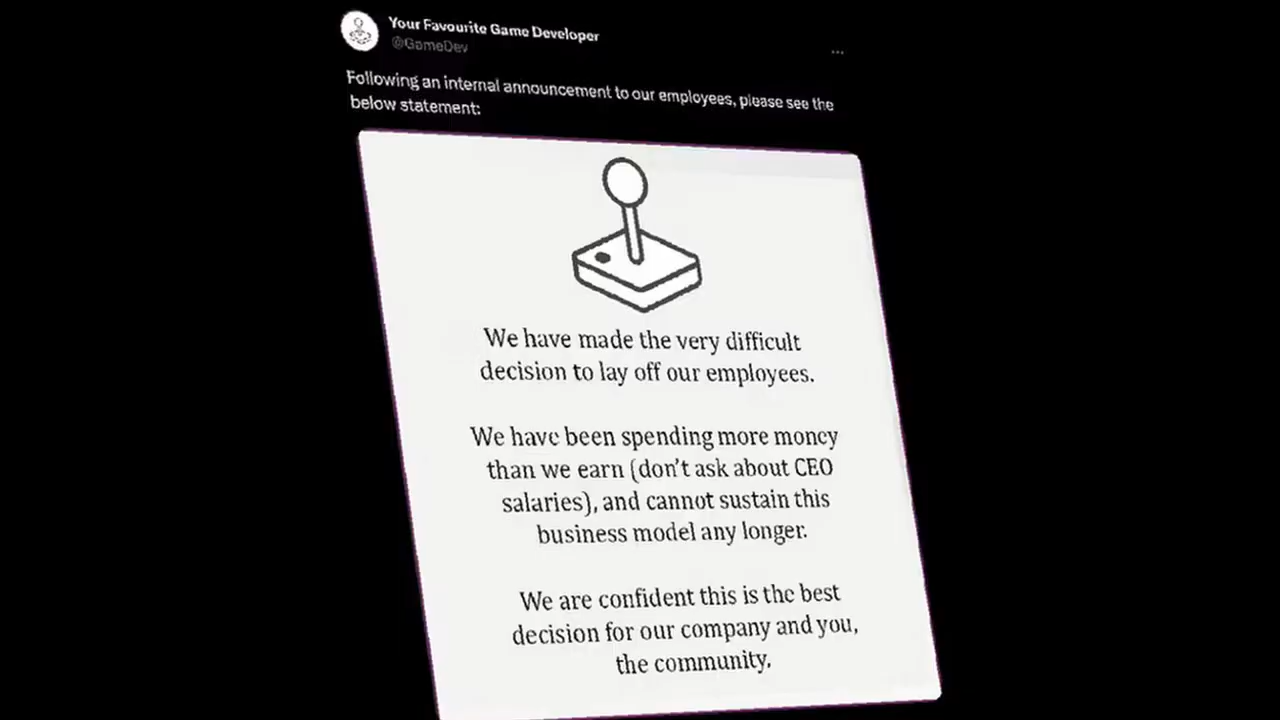 Your Favourite Game Developer
@GameDev
...
Following an internal announcement to our employees, please see the
below statement:
We have made the very difficult
decision to lay off our employees.
We have been spending more money
than we earn (don't ask about CEO
salaries), and cannot sustain this
business model any longer.
We are confident this is the best
decision for our company and you,
the community.